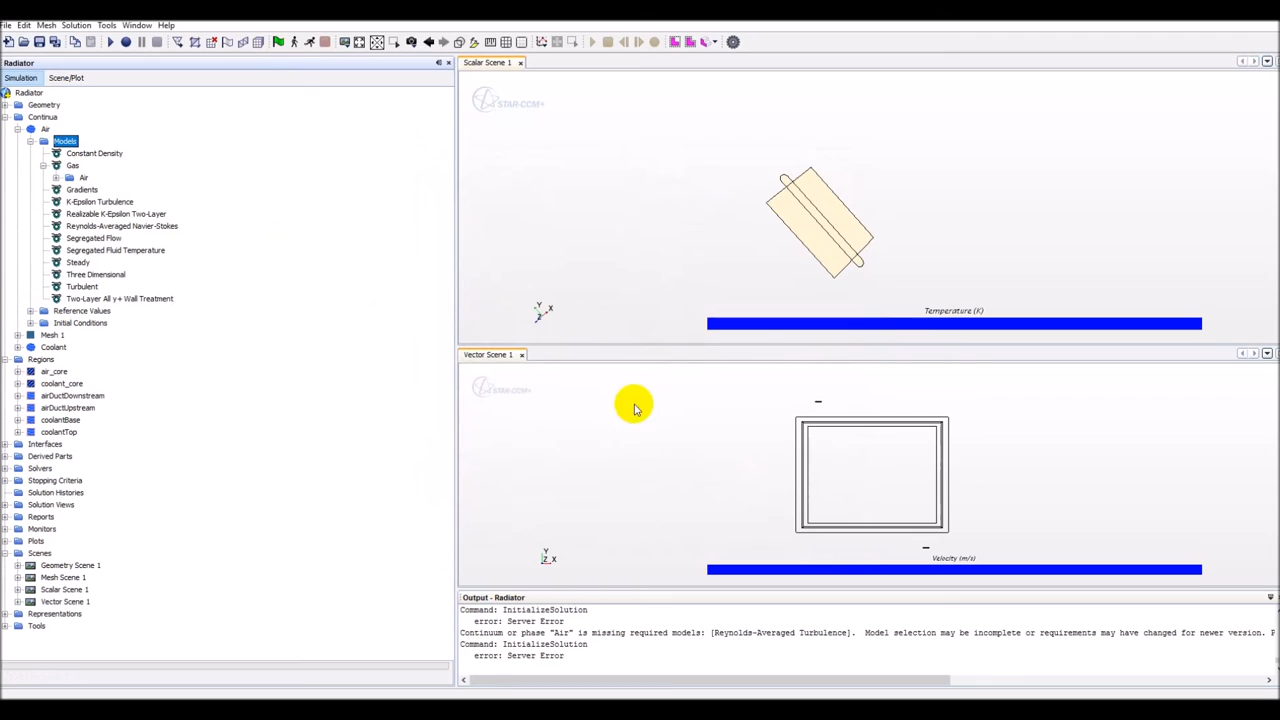 File Edit Mesh Solution Tools Window Help
Radiator
Simulation Scene/Plot
Radiator
Geometry
Continua
Air
Models
Constant Density
Gas
Air
Gradients
K-Epsilon Turbulence
Realizable K-Epsilon Two-Layer
Reynolds-Averaged Navier-Stokes
Segregated Flow
Segregated Fluid Temperature
Steady
Three Dimensional
Turbulent
Two-Layer All y+ Wall Treatment
Reference Values
Initial Conditions
Mesh 1
Coolant
Regions
air_core
coolant_core
airDuctDownstream
airDuctUpstream
coolantBase
coolantTop
Interfaces
Derived Parts
Solvers
Stopping Criteria
Solution Histories
Solution Views
Reports
Monitors
Plots
Scenes
Geometry Scene 1
Mesh Scene 1
Scalar Scene 1
Vector Scene 1
Representations
Tools
Scalar Scene 1
STAR-CCM+
Y
X
Z
Temperature (K)
Vector Scene 1
STAR-CCM+
Y
Z X
Velocity (m/s)
Output - Radiator
Command: InitializeSolution
error: Server Error
Continuum or phase "Air" is missing required models: [Reynolds-Averaged Turbulence]. Model selection may be incomplete or requirements may have changed for newer version. P
Command: InitializeSolution
error: Server Error